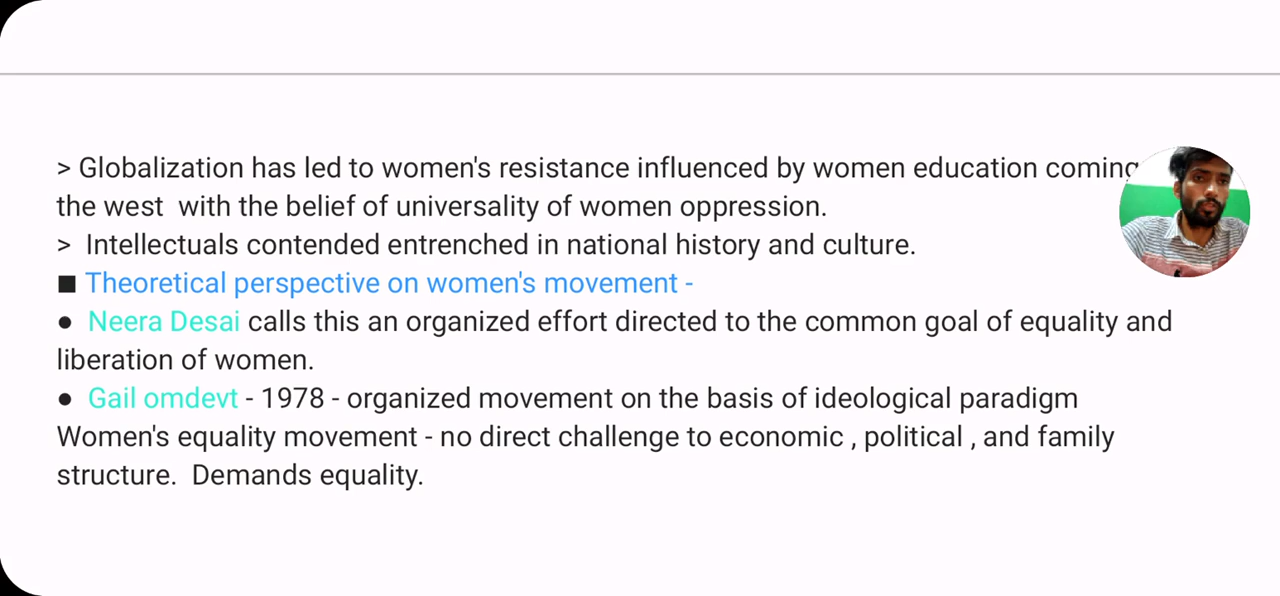 > Globalization has led to women's resistance influenced by women education coming
the west with the belief of universality of women oppression.
> Intellectuals contended entrenched in national history and culture.
■ Theoretical perspective on women's movement -
● Neera Desai calls this an organized effort directed to the common goal of equality and
liberation of women.
● Gail omdevt - 1978 - organized movement on the basis of ideological paradigm
Women's equality movement - no direct challenge to economic , political , and family
structure. Demands equality.